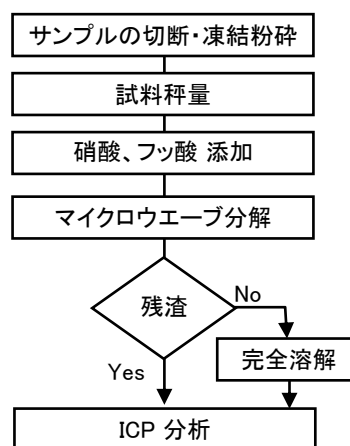 サンプルの切断・凍結粉砕
試料秤量
硝酸、フッ酸 添加
マイクロウエーブ分解
残渣
No
Yes
完全溶解
ICP 分析